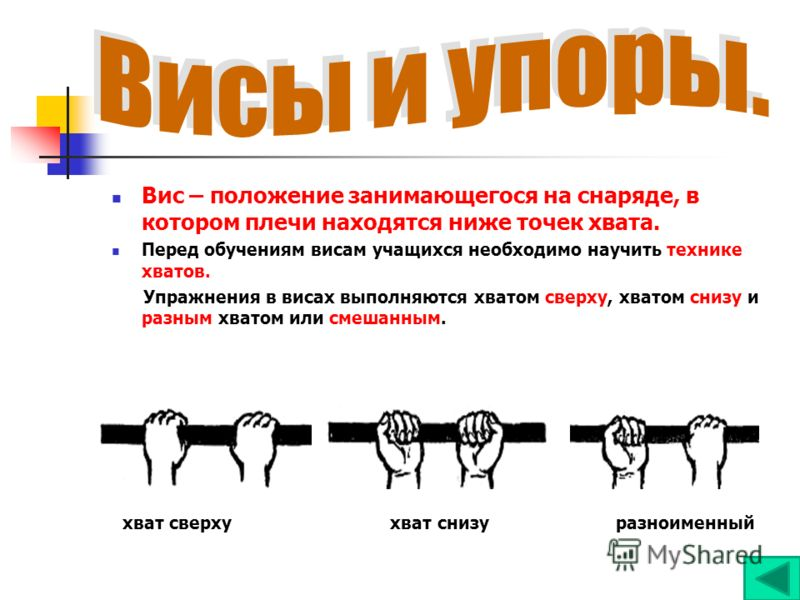 Висы и упоры.
Вис – положение занимающегося на снаряде, в
котором плечи находятся ниже точек хвата.
Перед обучениям висам учащихся необходимо научить технике
хватов.
Упражнения в висах выполняются хватом сверху, хватом снизу и
разным хватом или смешанным.
хват сверху хват снизу разноименный
MyShared